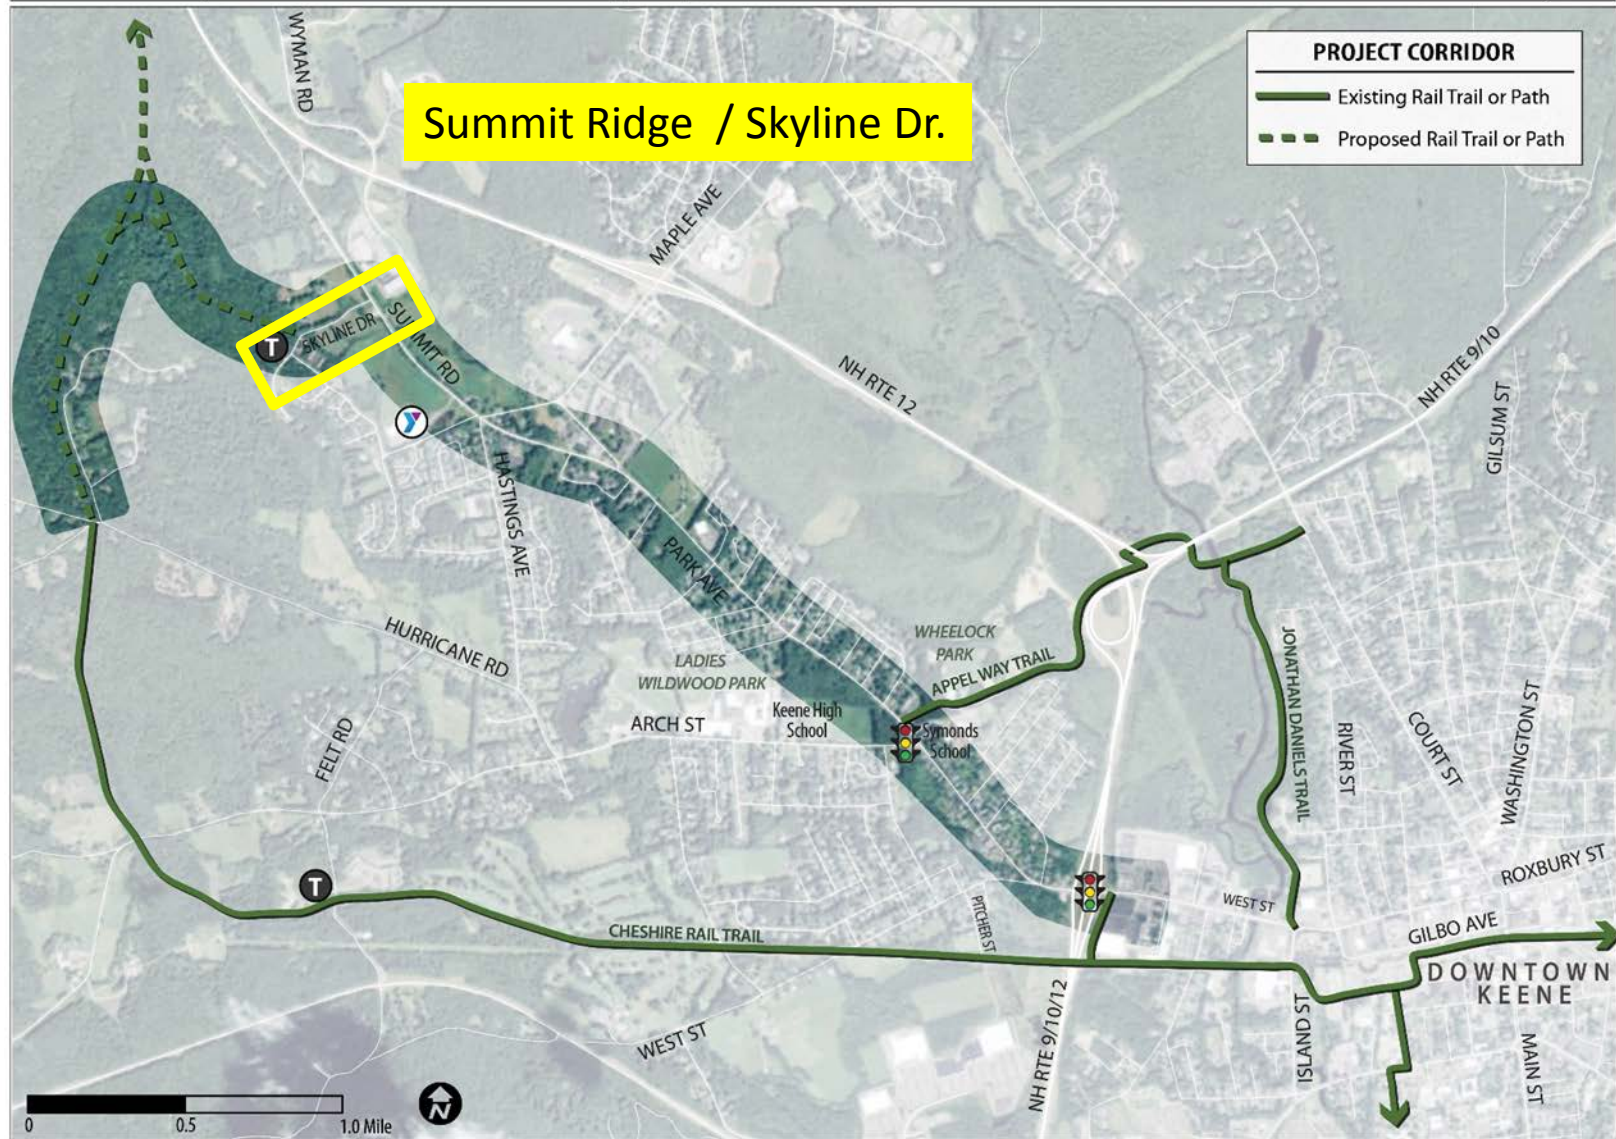 WYMAN RD
Summit Ridge / Skyline Dr.
PROJECT CORRIDOR
Existing Rail Trail or Path
Proposed Rail Trail or Path
MAPLE AVE
SKYLINE DR
SUMMIT RD
T
NH RTE 12
NH RTE 9/10
GILSUM ST
Y
HASTINGS AVE
PARK AVE
HURRICANE RD
LADIES
WILDWOOD PARK
WHEELOCK
PARK
APPEL WAY TRAIL
JONATHAN DANIELS TRAIL
ARCH ST
Keene High
School
Symonds
School
FELT RD
RIVER ST
COURT ST
WASHINGTON ST
ROXBURY ST
T
CHESHIRE RAIL TRAIL
PITCHER ST
WEST ST
GILBO AVE
DOWNTOWN
KEENE
WEST ST
NH RTE 9/10/12
ISLAND ST
MAIN ST
N
0
0.5
1.0 Mile